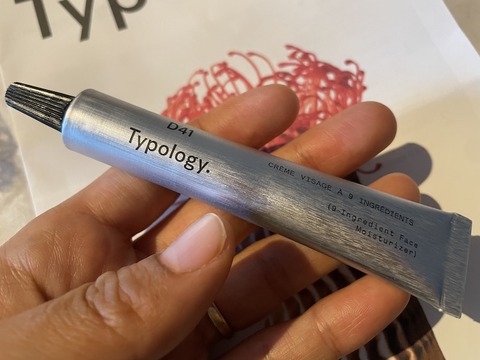 Typ
D41
Typology.
CRÈME VISAGE À 9 INGRÉDIENTS
(9-Ingredient Face
Moisturizer)